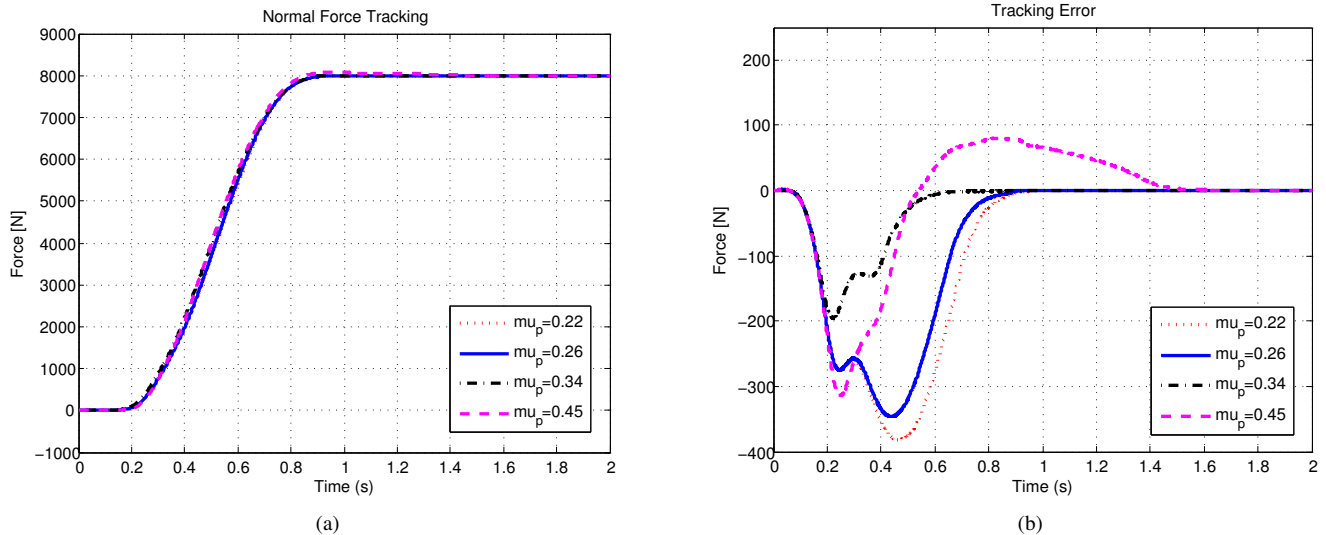 Normal Force Tracking
9000
8000
7000
6000
5000
4000
3000
2000
1000
0
−1000
Force [N]
0 0.2 0.4 0.6 0.8 1 1.2 1.4 1.6 1.8 2
Time (s)
mu_p=0.22
mu_p=0.26
mu_p=0.34
mu_p=0.45
(a)
Tracking Error
200
100
0
−100
−200
−300
−400
Force [N]
0 0.2 0.4 0.6 0.8 1 1.2 1.4 1.6 1.8 2
Time (s)
mu_p=0.22
mu_p=0.26
mu_p=0.34
mu_p=0.45
(b)